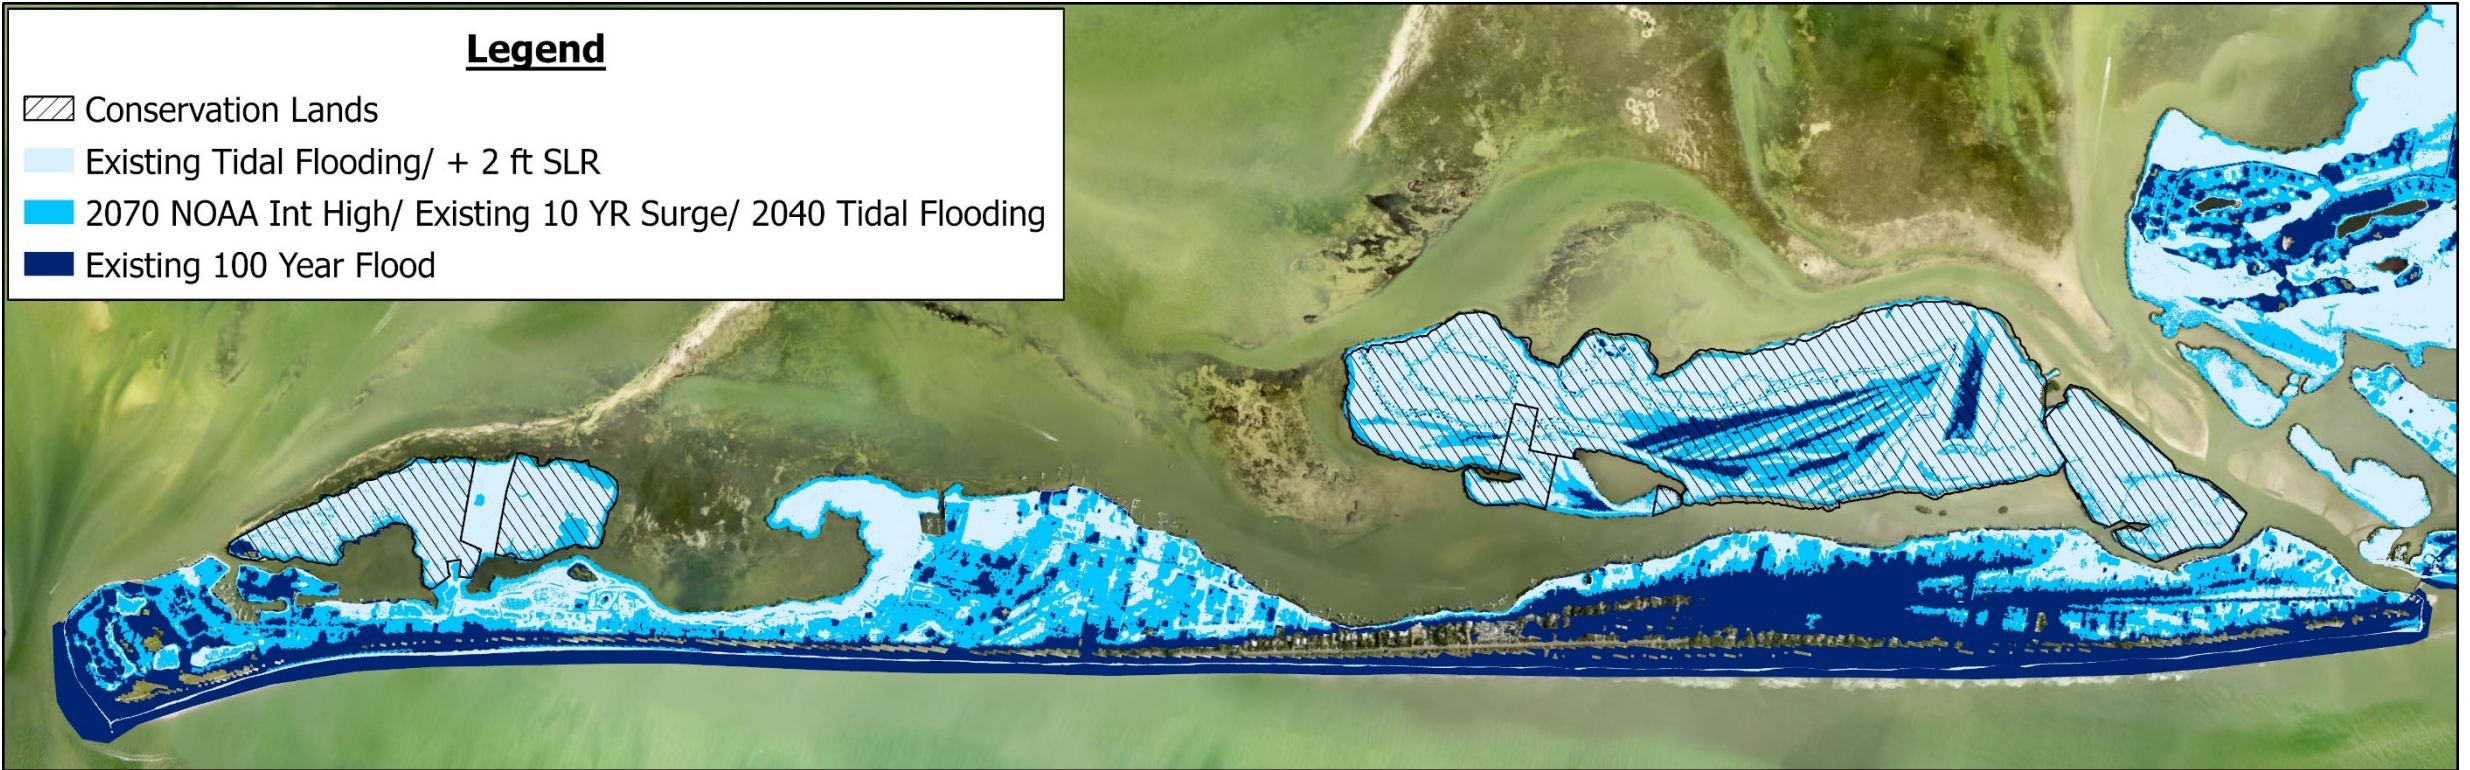 Legend
Conservation Lands
Existing Tidal Flooding/ + 2 ft SLR
2070 NOAA Int High/ Existing 10 YR Surge/ 2040 Tidal Flooding
Existing 100 Year Flood